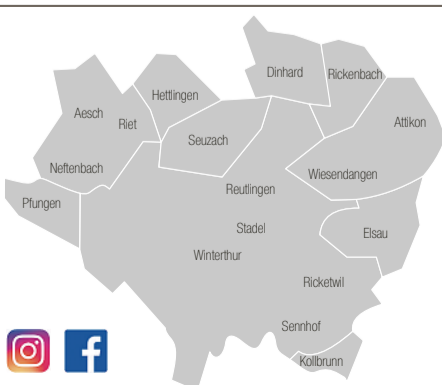 Dinhard
Rickenbach
Hettlingen
Aesch
Riet
Attikon
Seuzach
Neftenbach
Wiesendangen
Reutlingen
Pfungen
Stadel
Elsau
Winterthur
Ricketwil
Sennhof
Kollbrunn